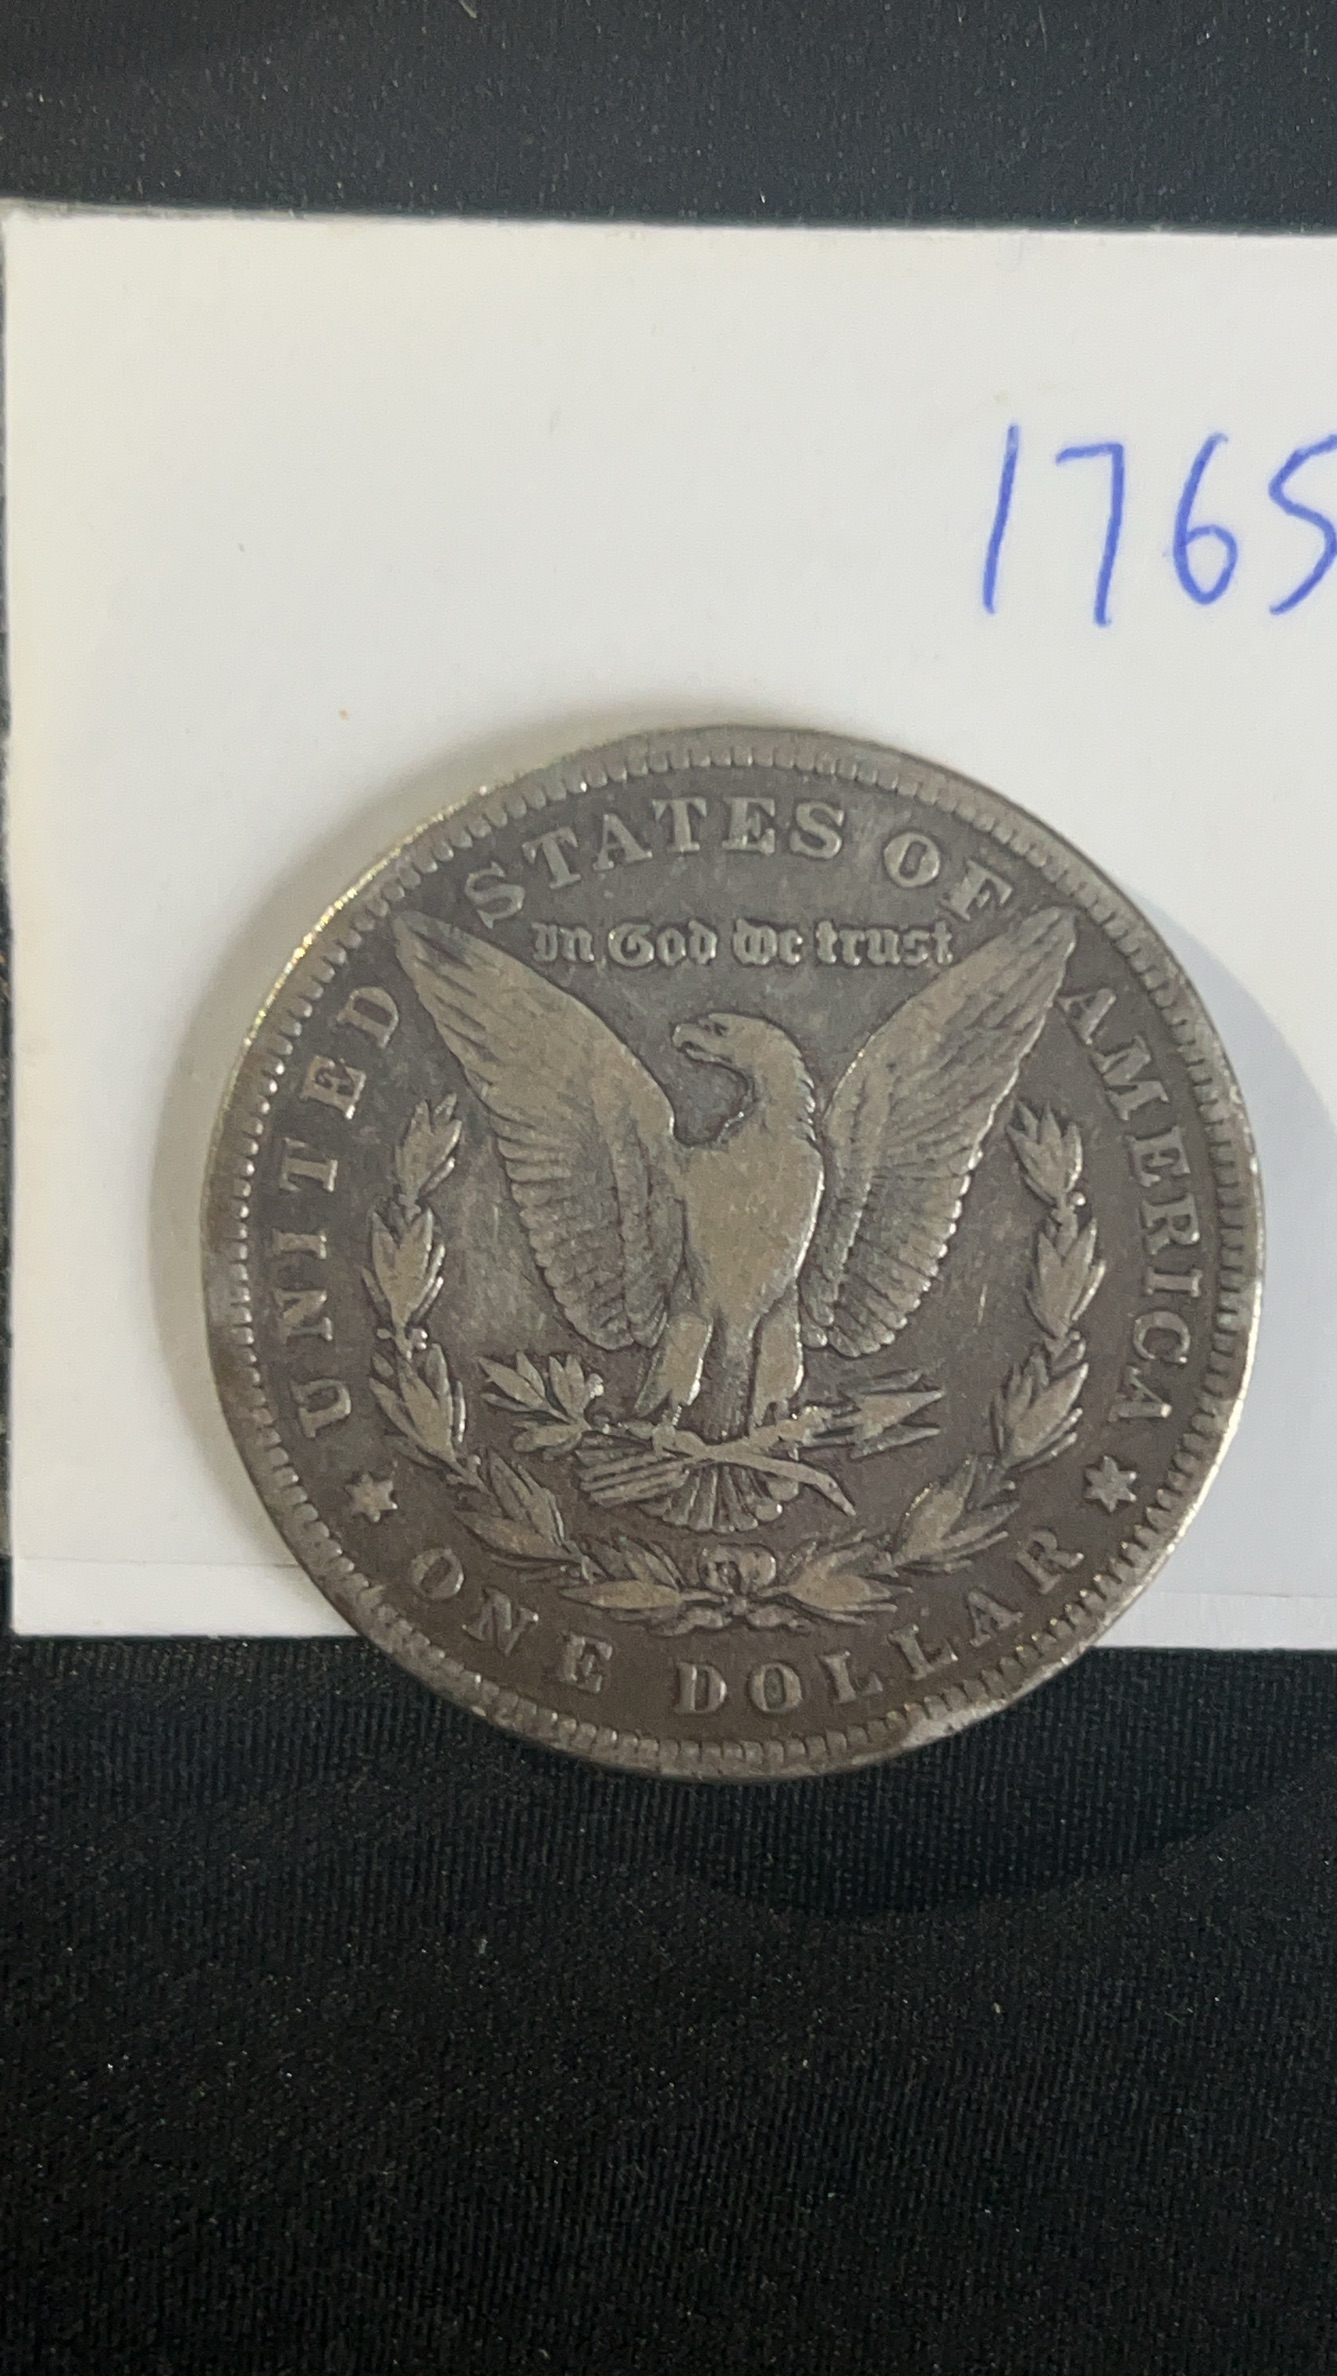 1765
UNITED STATES OF AMERICA
In God we trust
ONE DOLLAR